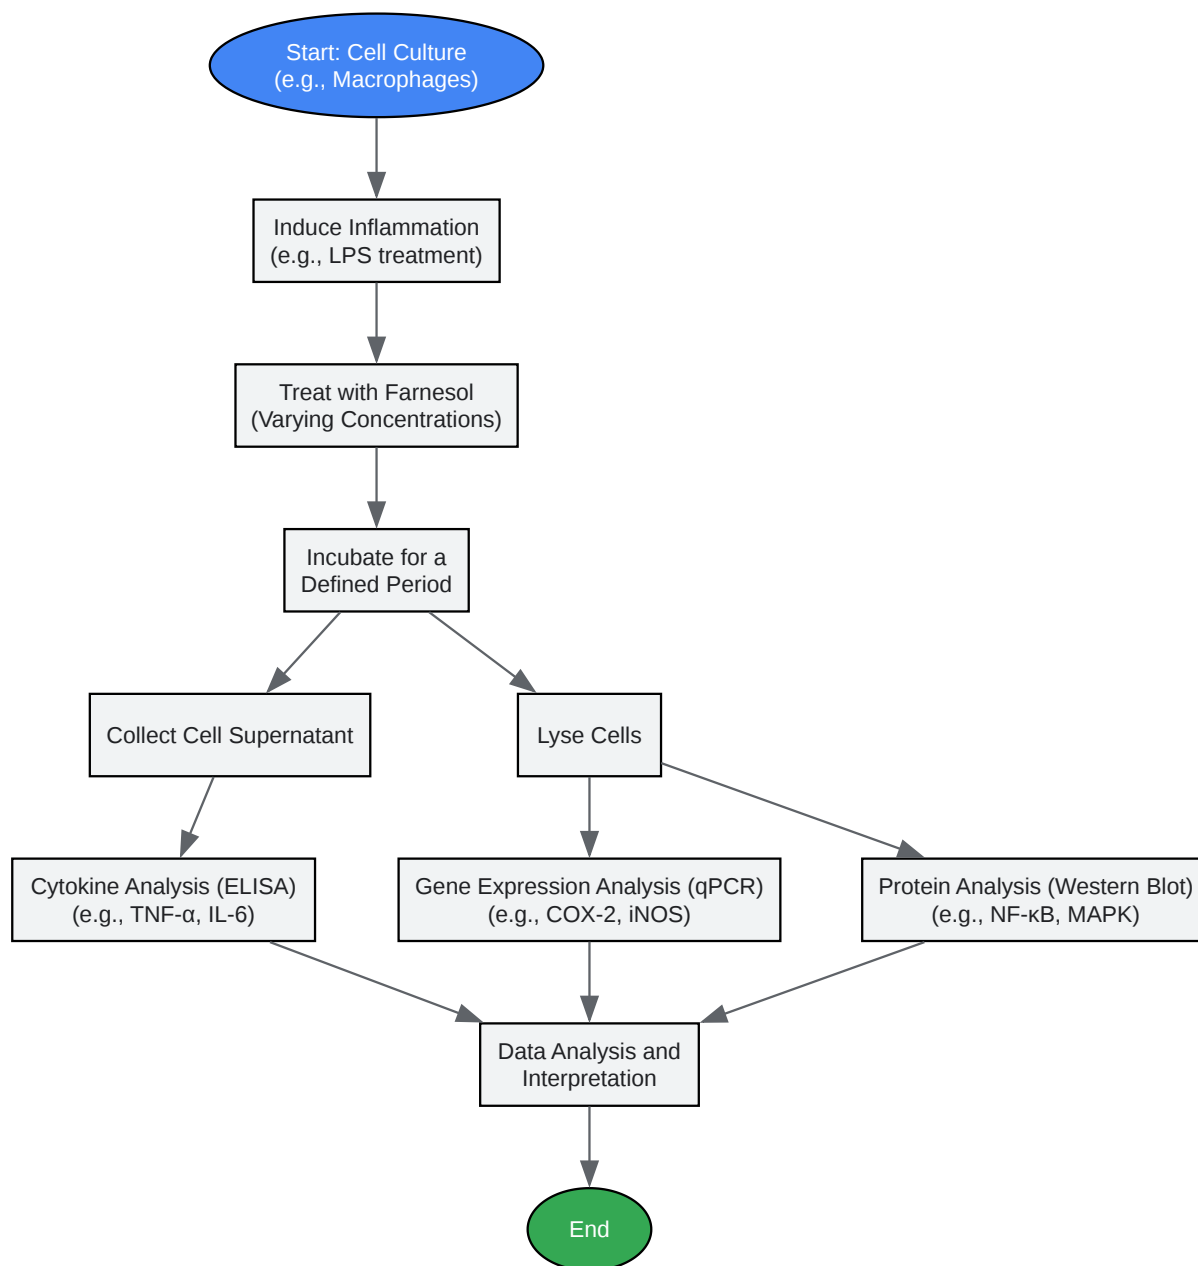 Start: Cell Culture
(e.g., Macrophages)
Induce Inflammation
(e.g., LPS treatment)
Treat with Farnesol
(Varying Concentrations)
Incubate for a
Defined Period
Collect Cell Supernatant
Lyse Cells
Cytokine Analysis (ELISA)
(e.g., TNF-α, IL-6)
Gene Expression Analysis (qPCR)
(e.g., COX-2, iNOS)
Protein Analysis (Western Blot)
(e.g., NF-κB, MAPK)
Data Analysis and
Interpretation
End